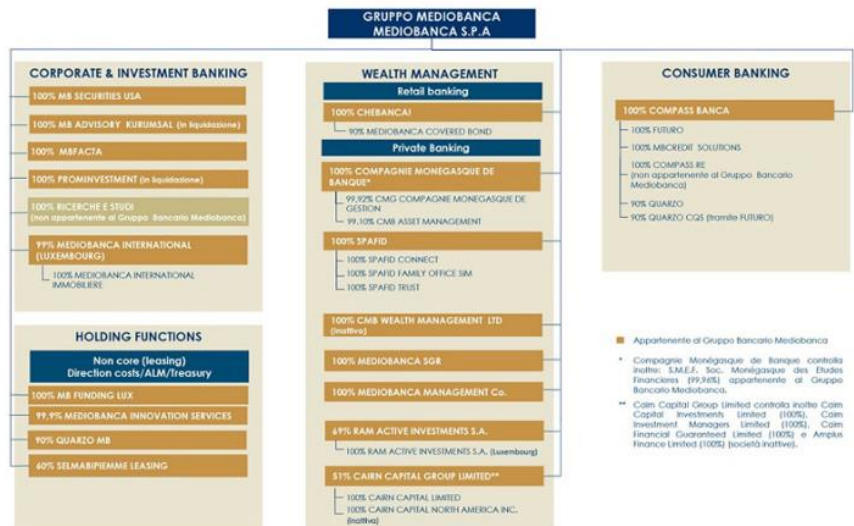 GRUPPO MEDIOBANCA
MEDIOBANCA S.P.A
CORPORATE & INVESTMENT BANKING
100% MB SECURITIES USA
100% MB ADVISORY KURUMSAL (in liquidazione)
100% MBFACTA
100% PROMINVESTMENT (in liquidazione)
100% RICERCHE E STUDI
(non appartenente al Gruppo Bancario Mediobanca)
99% MEDIOBANCA INTERNATIONAL
(LUXEMBOURG)
100% MEDIOBANCA INTERNATIONAL
IMMOBILIERE
HOLDING FUNCTIONS
Non core (leasing)
Direction costs/ALM/Treasury
100% MB FUNDING LUX
99.9% MEDIOBANCA INNOVATION SERVICES
90% QUARZO MB
60% SELMABIPIEMME LEASING
WEALTH MANAGEMENT
Retail banking
100% CHEBANCA!
90% MEDIOBANCA COVERED BOND
Private Banking
100% COMPAGNIE MONÉGASQUE DE
BANQUE*
99,92% CMG COMPAGNIE MONEGASQUE DE
GESTION
99.10% CMB ASSET MANAGEMENT
100% SPAFID
100% SPAFID CONNECT
100% SPAFID FAMILY OFFICE SIM
100% SPAFID TRUST
100% CMB WEALTH MANAGEMENT LTD
(inattiva)
100% MEDIOBANCA SGR
100% MEDIOBANCA MANAGEMENT Co.
69% RAM ACTIVE INVESTMENTS S.A.
100% RAM ACTIVE INVESTMENTS S.A. (Luxembourg)
51% CAIRN CAPITAL GROUP LIMITED**
100% CAIRN CAPITAL LIMITED
100% CAIRN CAPITAL NORTH AMERICA INC.
(inattiva)
CONSUMER BANKING
100% COMPASS BANCA
100% FUTURO
100% MBCREDIT SOLUTIONS
100% COMPASS RE
(non appartenente al Gruppo Bancario
Mediobanca)
90% QUARZO
90% QUARZO CQS (tramite FUTURO)
Appartenente al Gruppo Bancario Mediobanca
* Compagnie Monégasque de Banque controlla
inoltre: S.M.E.F. Soc. Monégasque des Etudes
Financieres (99,96%) appartenente al Gruppo
Bancario Mediobanca.
** Cairn Capital Group Limited controlla inoltre Cairn
Capital Investments Limited (100%), Cairn
Investment Managers Limited (100%), Cairn
Financial Guaranteed Limited (100%) e Amplus
Finance Limited (100%) (società inattive).